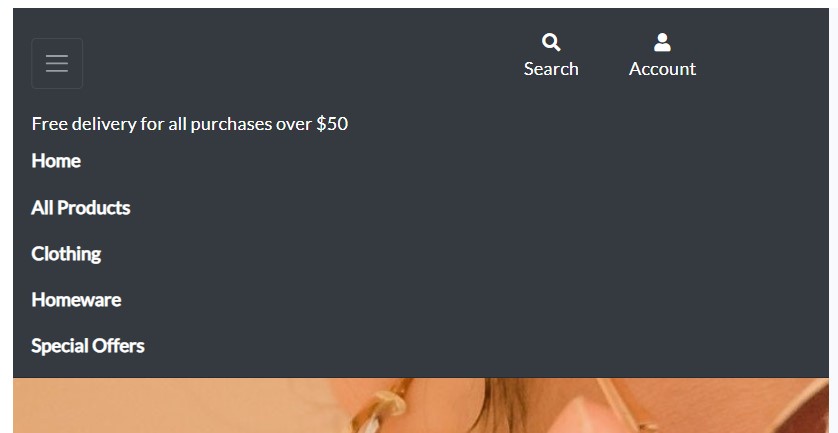 Search
Account
Free delivery for all purchases over $50
Home
All Products
Clothing
Homeware
Special Offers